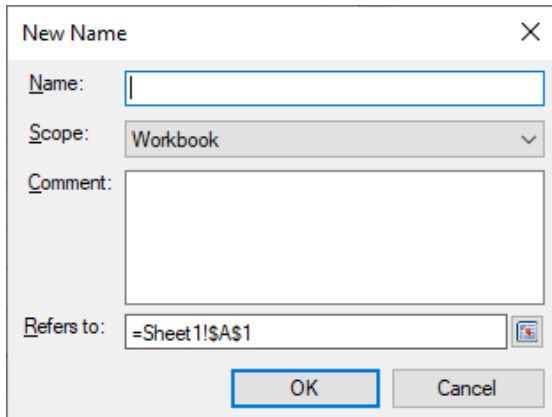 New Name
Name:
Scope: Workbook
Comment:
Refers to: =Sheet1!$A$1
OK Cancel